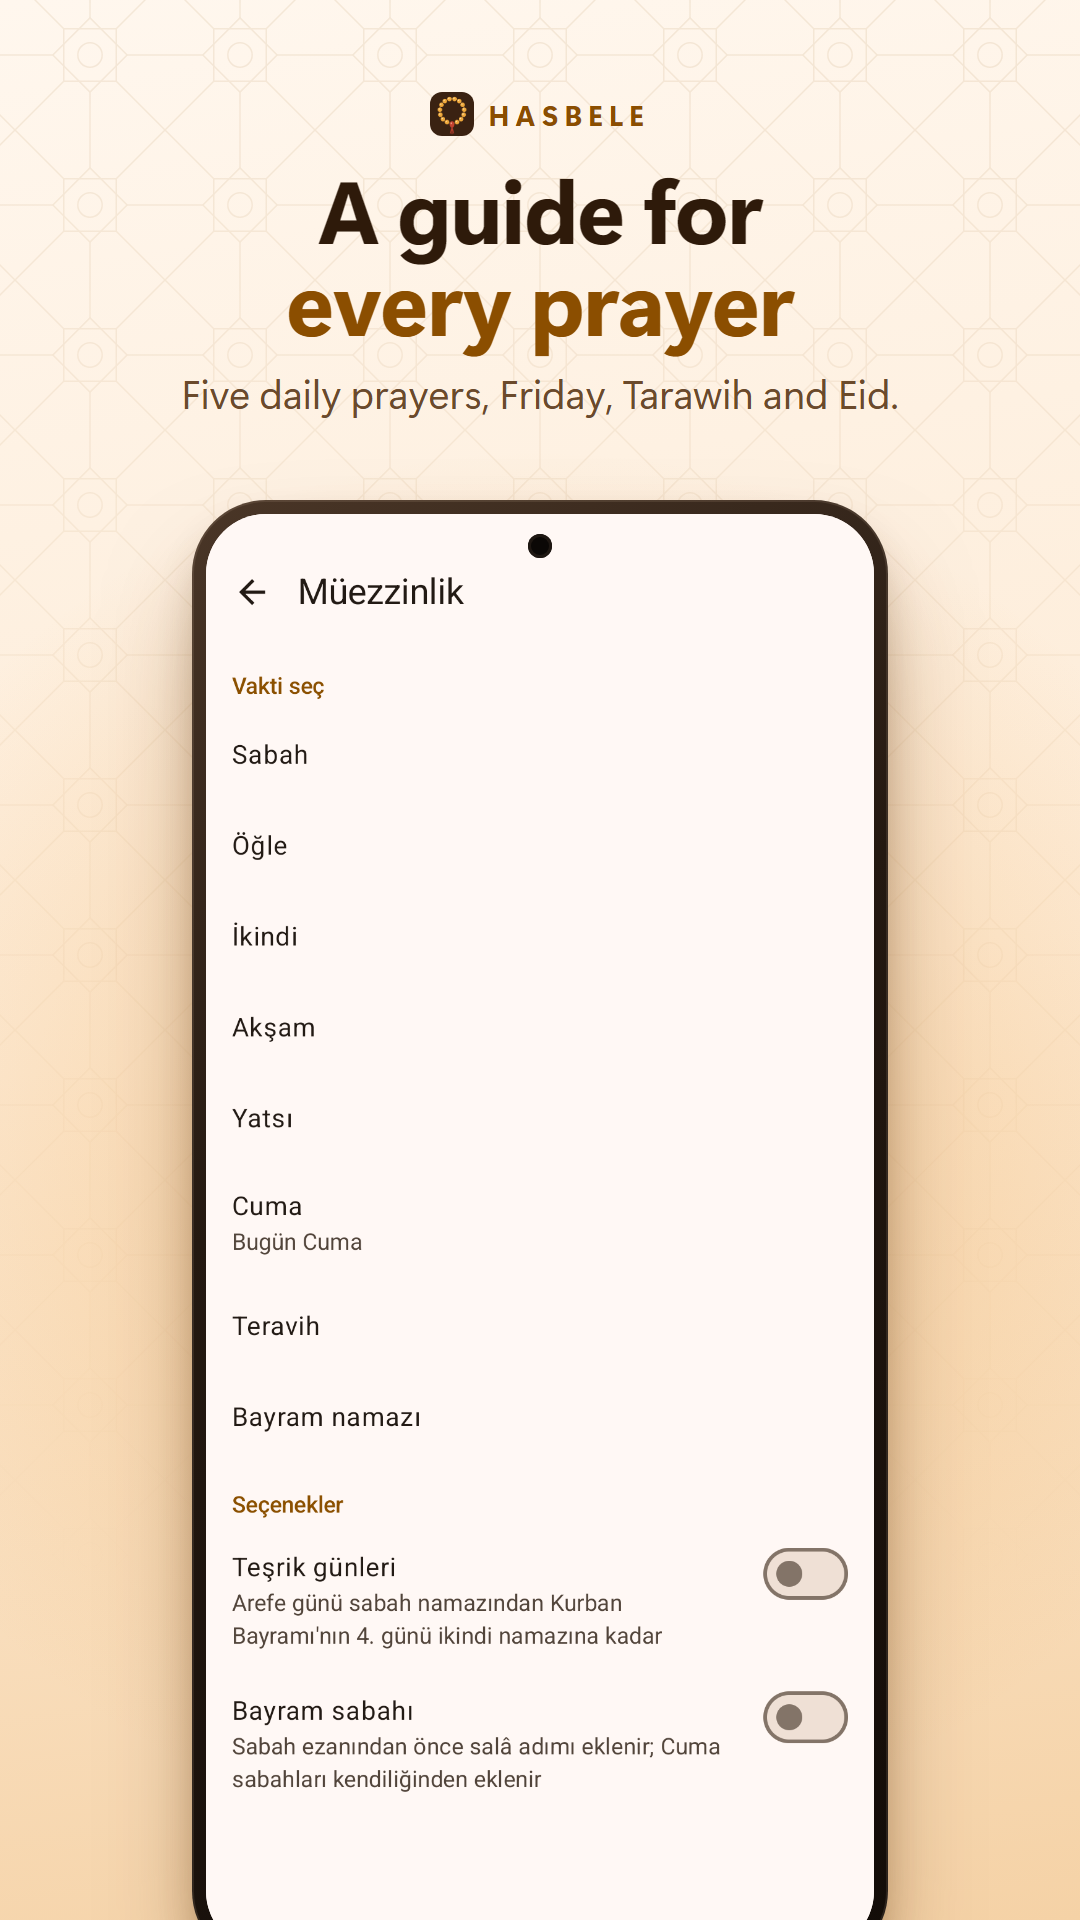 HASBELE
A guide for
every prayer
Five daily prayers, Friday, Tarawih and Eid.
Müezzinlik
Vakti seç
Sabah
Öğle
İkindi
Akşam
Yatsı
Cuma
Bugün Cuma
Teravih
Bayram namazı
Seçenekler
Teşrik günleri
Arefe günü sabah namazından Kurban
Bayramı'nın 4. günü ikindi namazına kadar
Bayram sabahı
Sabah ezanından önce salâ adımı eklenir; Cuma
sabahları kendiliğinden eklenir